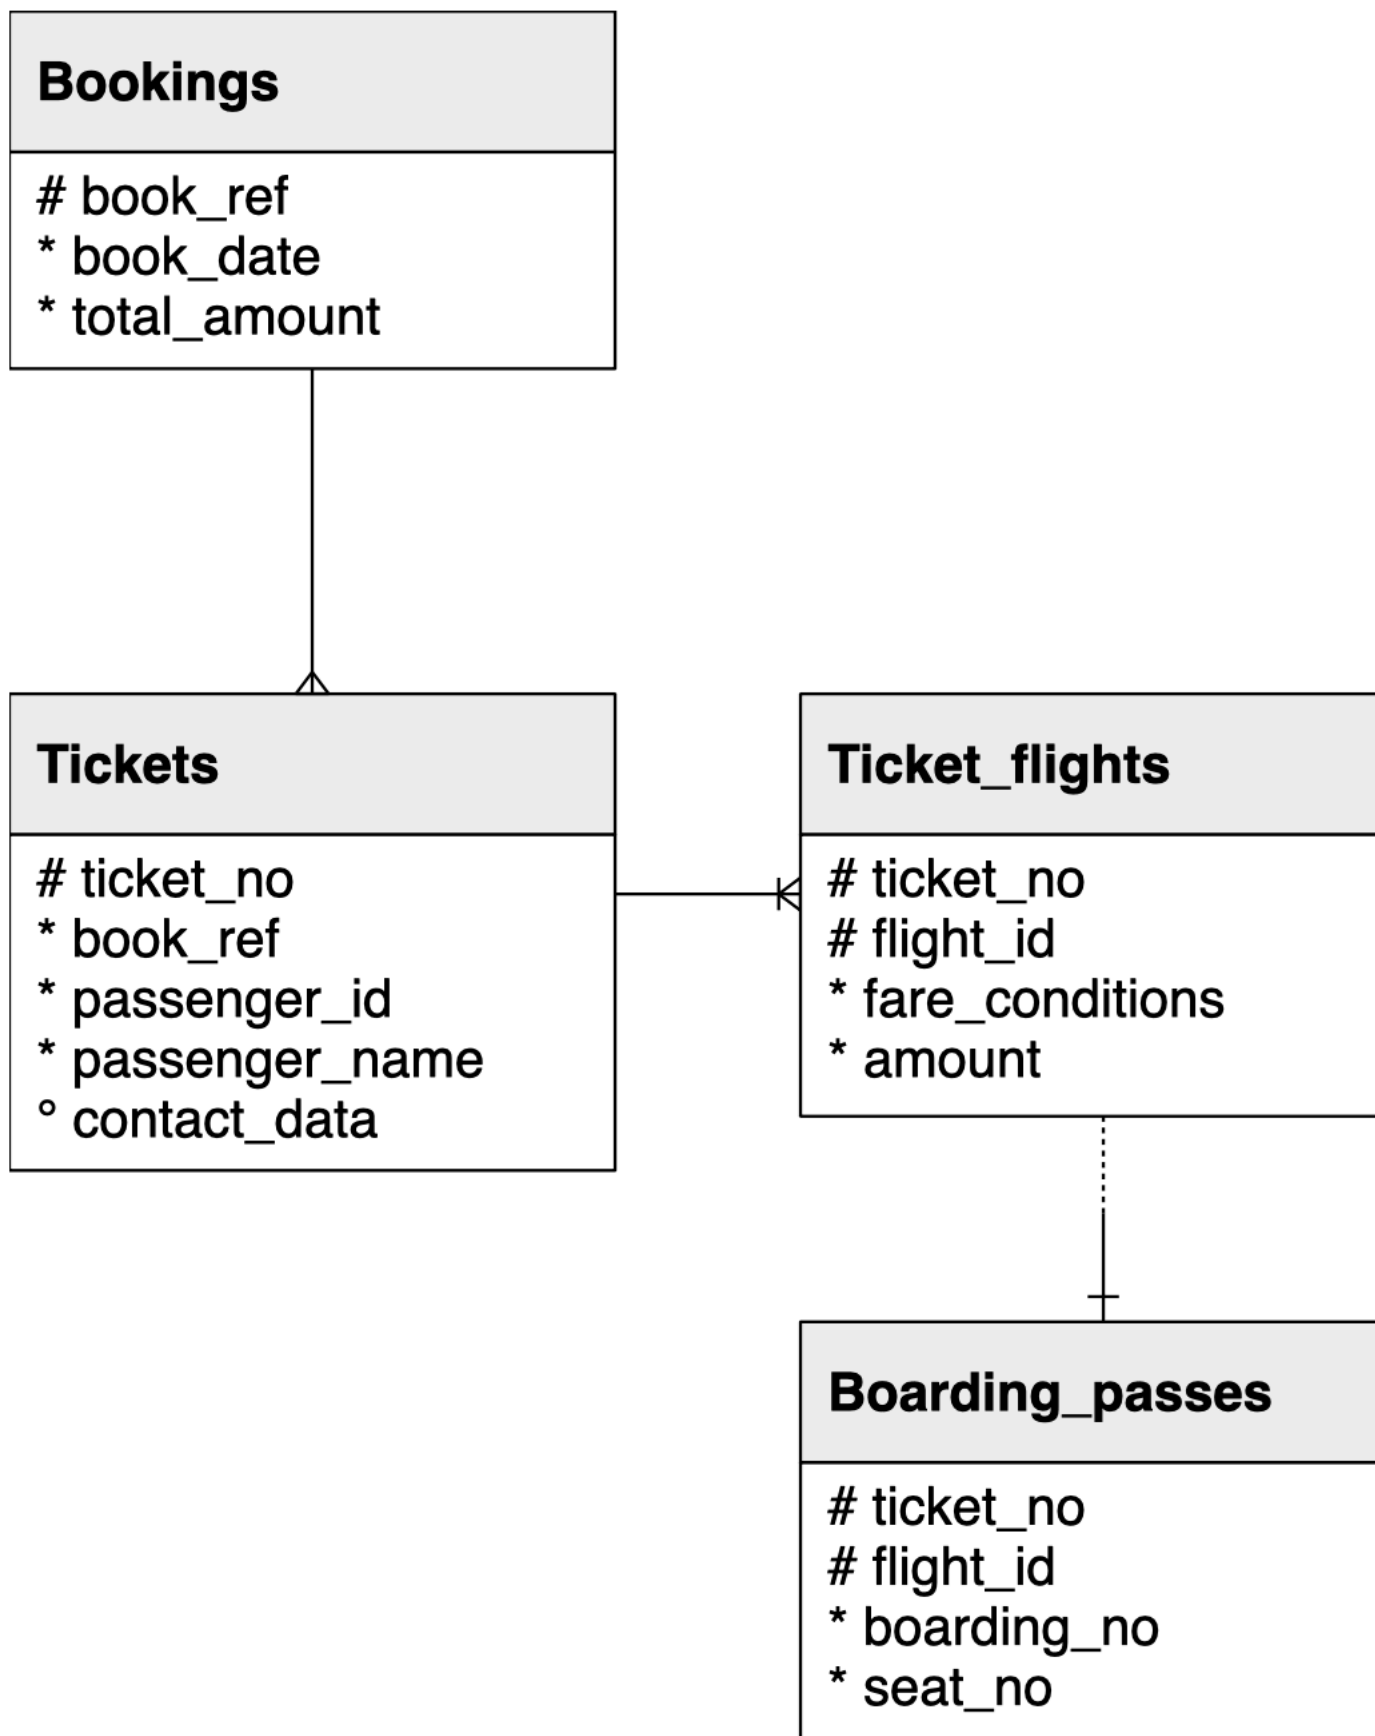 Bookings
# book_ref
* book_date
* total_amount
Tickets
# ticket_no
* book_ref
* passenger_id
* passenger_name
° contact_data
Ticket_flights
# ticket_no
# flight_id
* fare_conditions
* amount
Boarding_passes
# ticket_no
# flight_id
* boarding_no
* seat_no